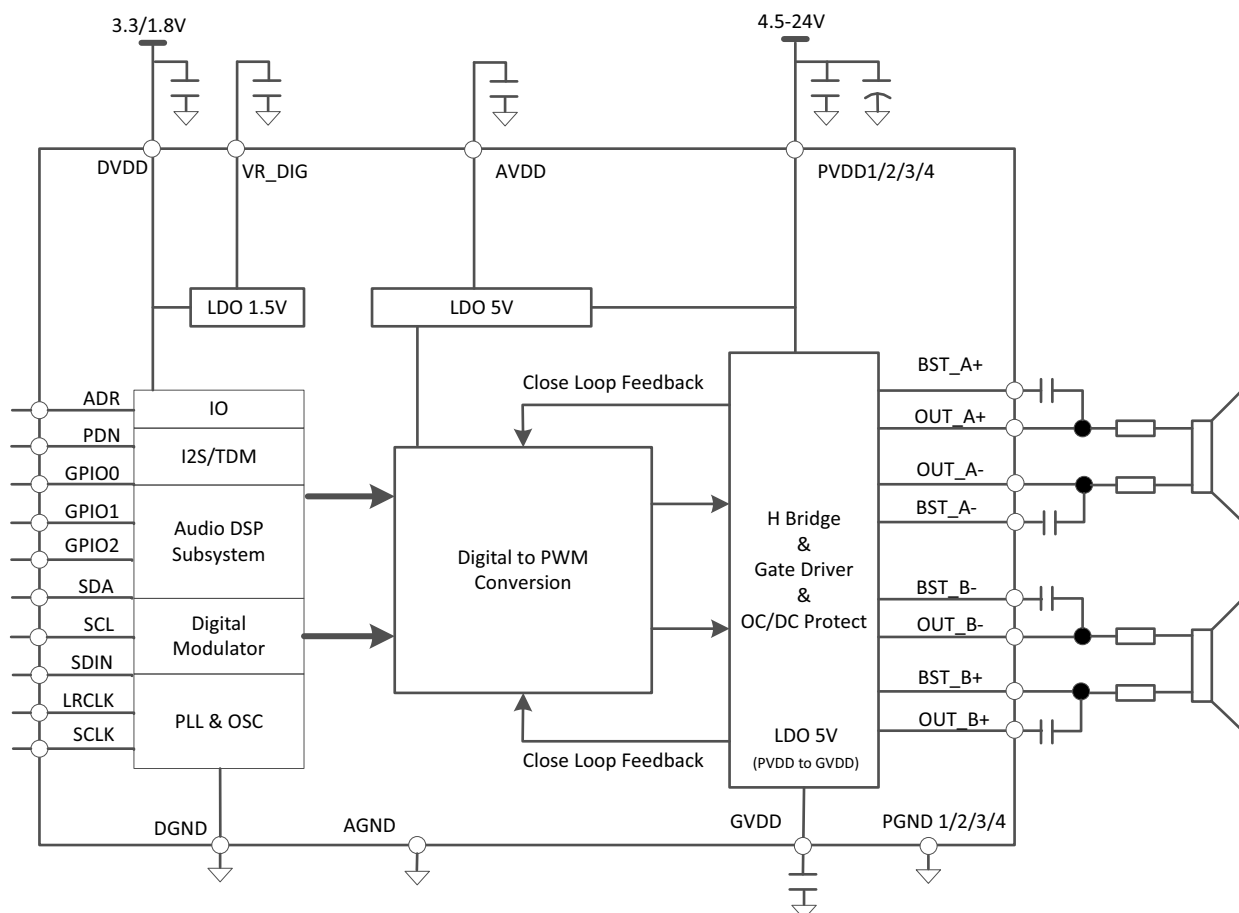 3.3/1.8V
4.5-24V
DVDD
VR_DIG
AVDD
PVDD1/2/3/4
LDO 1.5V
LDO 5V
ADR
PDN
GPIO0
GPIO1
GPIO2
SDA
SCL
SDIN
LRCLK
SCLK
IO
I2S/TDM
Audio DSP
Subsystem
Digital
Modulator
PLL & OSC
Close Loop Feedback
Digital to PWM
Conversion
Close Loop Feedback
H Bridge
&
Gate Driver
&
OC/DC Protect
LDO 5V
(PVDD to GVDD)
BST_A+
OUT_A+
OUT_A-
BST_A-
BST_B-
OUT_B-
BST_B+
OUT_B+
DGND
AGND
GVDD
PGND 1/2/3/4